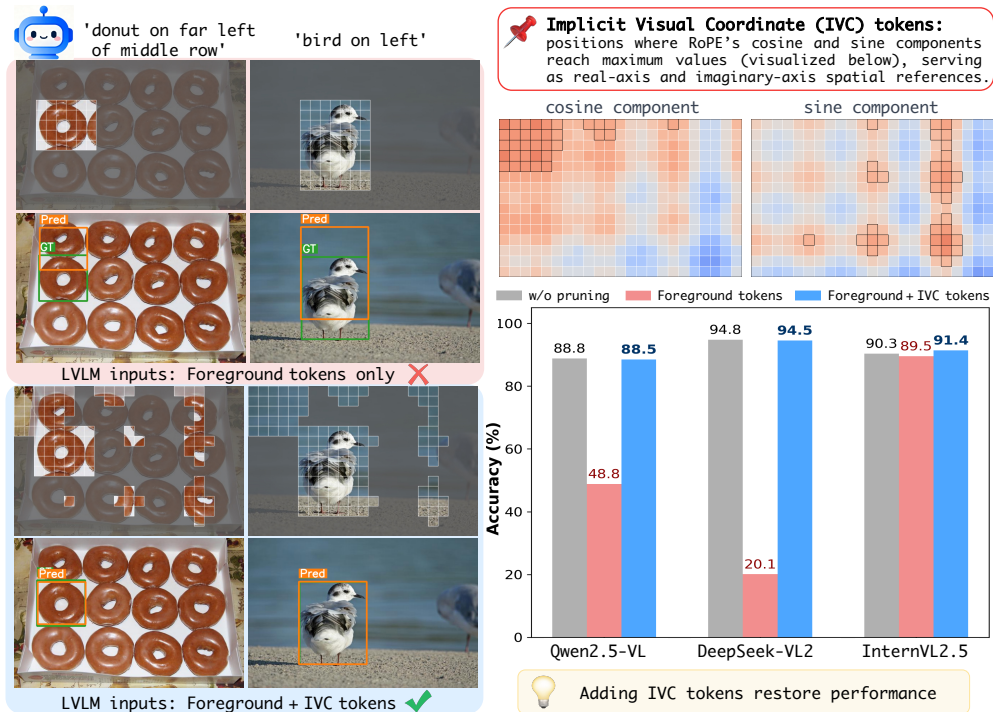 'donut on far left
of middle row'
'bird on left'
Pred
GT
Pred
GT
LVLM inputs: Foreground tokens only
Pred
Pred
LVLM inputs: Foreground + IVC tokens
Implicit Visual Coordinate (IVC) tokens:
positions where RoPE's cosine and sine components
reach maximum values (visualized below), serving
as real-axis and imaginary-axis spatial references.
cosine component
sine component
w/o pruning
Foreground tokens
Foreground + IVC tokens
Accuracy (%)
100
80
60
40
20
0
88.8
48.8
88.5
94.8
20.1
94.5
90.3
89.5
91.4
Qwen2.5-VL
DeepSeek-VL2
InternVL2.5
Adding IVC tokens restore performance